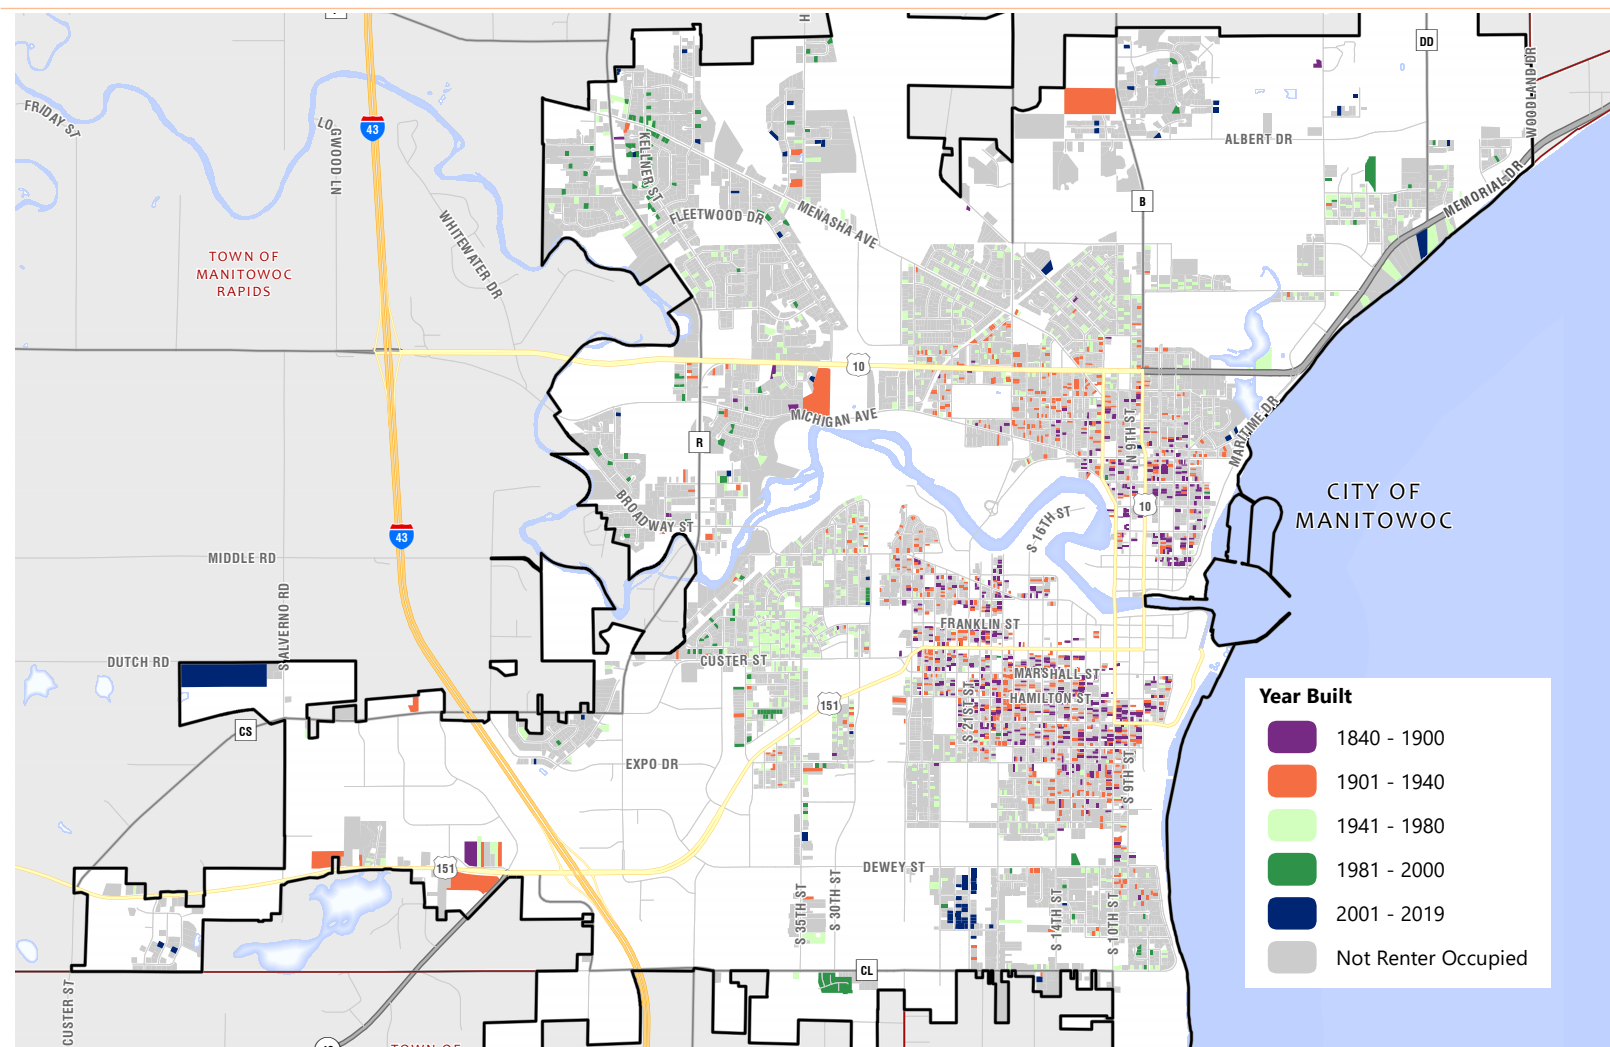 DD
WOODLAND DR
FRIDAY ST
LOGWOOD LN
43
KELLNER ST
ALBERT DR
MEMORIAL DR
B
WHITEWATER DR
FLEETWOOD DR
MENASHA AVE
TOWN OF
MANITOWOC
RAPIDS
10
MICHIGAN AVE
N 9TH ST
MARITIME DR
R
BROADWAY ST
10
S 16TH ST
CITY OF
MANITOWOC
43
MIDDLE RD
S ALVERNO RD
FRANKLIN ST
DUTCH RD
CUSTER ST
MARSHALL ST
HAMILTON ST
S 21ST ST
151
CS
EXPO DR
S 9TH ST
Year Built
1840 - 1900
1901 - 1940
1941 - 1980
1981 - 2000
2001 - 2019
Not Renter Occupied
151
DEWEY ST
S 35TH ST
S 30TH ST
S 14TH ST
S 10TH ST
CL
CUSTER ST
TOWN OF